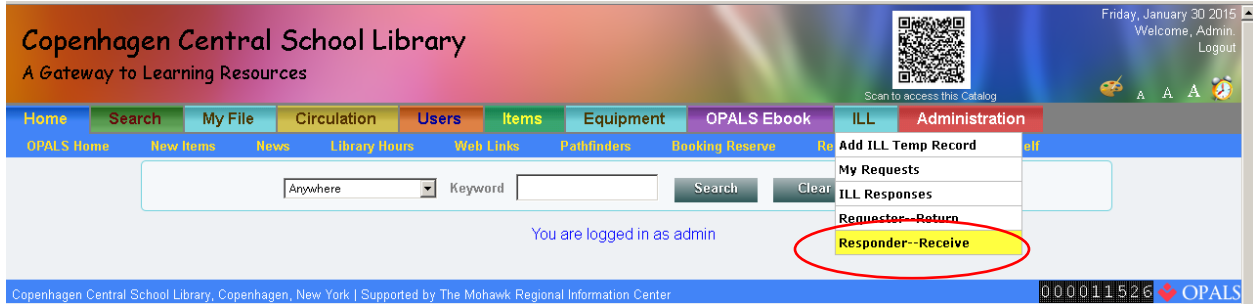 Friday, January 30 2015
Copenhagen Central School Library
Welcome, Admin.
Logout
A Gateway to Learning Resources
Scan to access this Catalog
A A A
Home Search My File Circulation Users Items Equipment OPALS Ebook ILL Administration
OPALS Home New Items News Library Hours Web Links Pathfinders Booking Reserve Re elf
Add ILL Temp Record
My Requests
Anywhere Keyword Search Clear
ILL Responses
Requester--Return
You are logged in as admin
Responder--Receive
Copenhagen Central School Library, Copenhagen, New York | Supported by The Mohawk Regional Information Center
000011526 OPALS